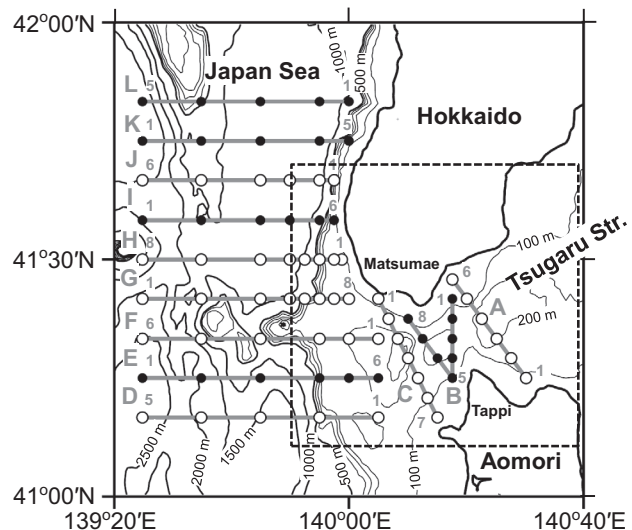 42°00′N
Japan Sea
1000 m
500 m
L 5 1
K 1 5
Hokkaido
J 6 1
I 1 6
H 8 1
41°30′N
Matsumae
100 m
Tsugaru Str.
200 m
G 1 8
F 6 1
E 1 6
D 5 1
1 8 1 6
A
C 7
B 5
1
Tappi
Aomori
2500 m
2000 m
1500 m
1000 m
500 m
100 m
41°00′N
139°20′
140°00′
140°40′E